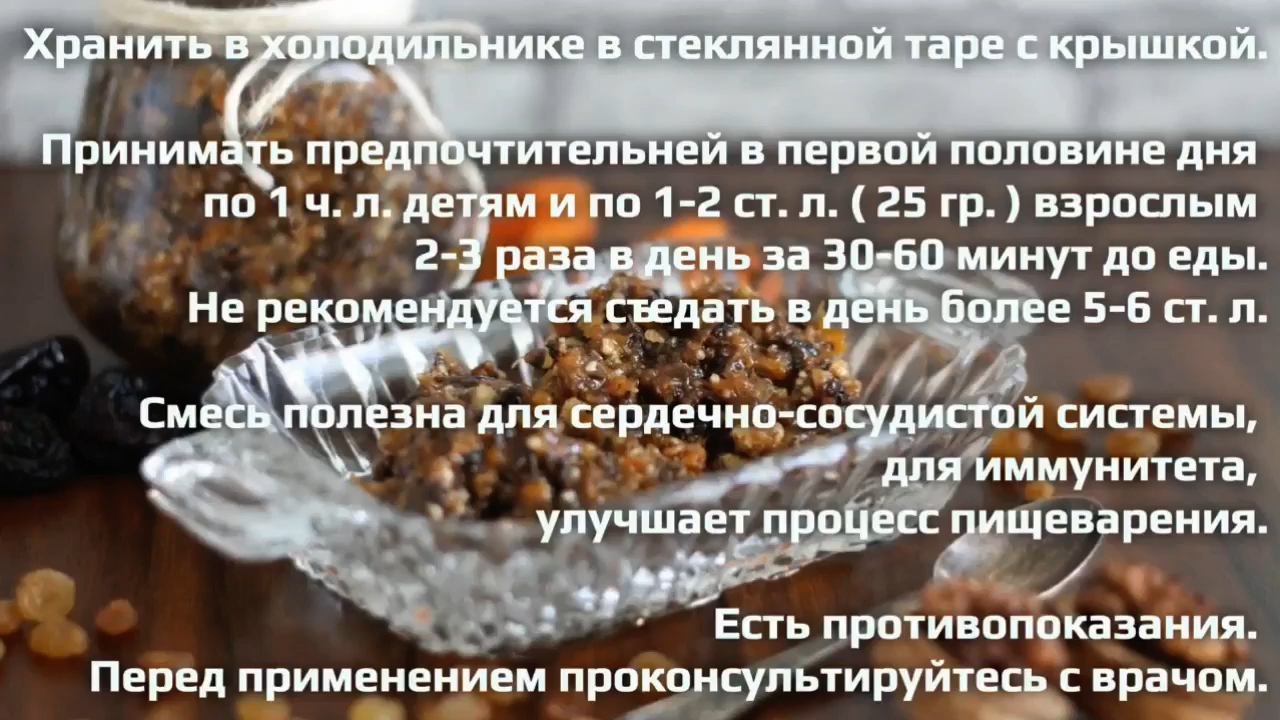 Хранить в холодильнике в стеклянной таре с крышкой.
Принимать предпочтительней в первой половине дня
по 1 ч. л. детям и по 1-2 ст. л. ( 25 гр. ) взрослым
2-3 раза в день за 30-60 минут до еды.
Не рекомендуется съедать в день более 5-6 ст. л.
Смесь полезна для сердечно-сосудистой системы,
для иммунитета,
улучшает процесс пищеварения.
Есть противопоказания.
Перед применением проконсультируйтесь с врачом.